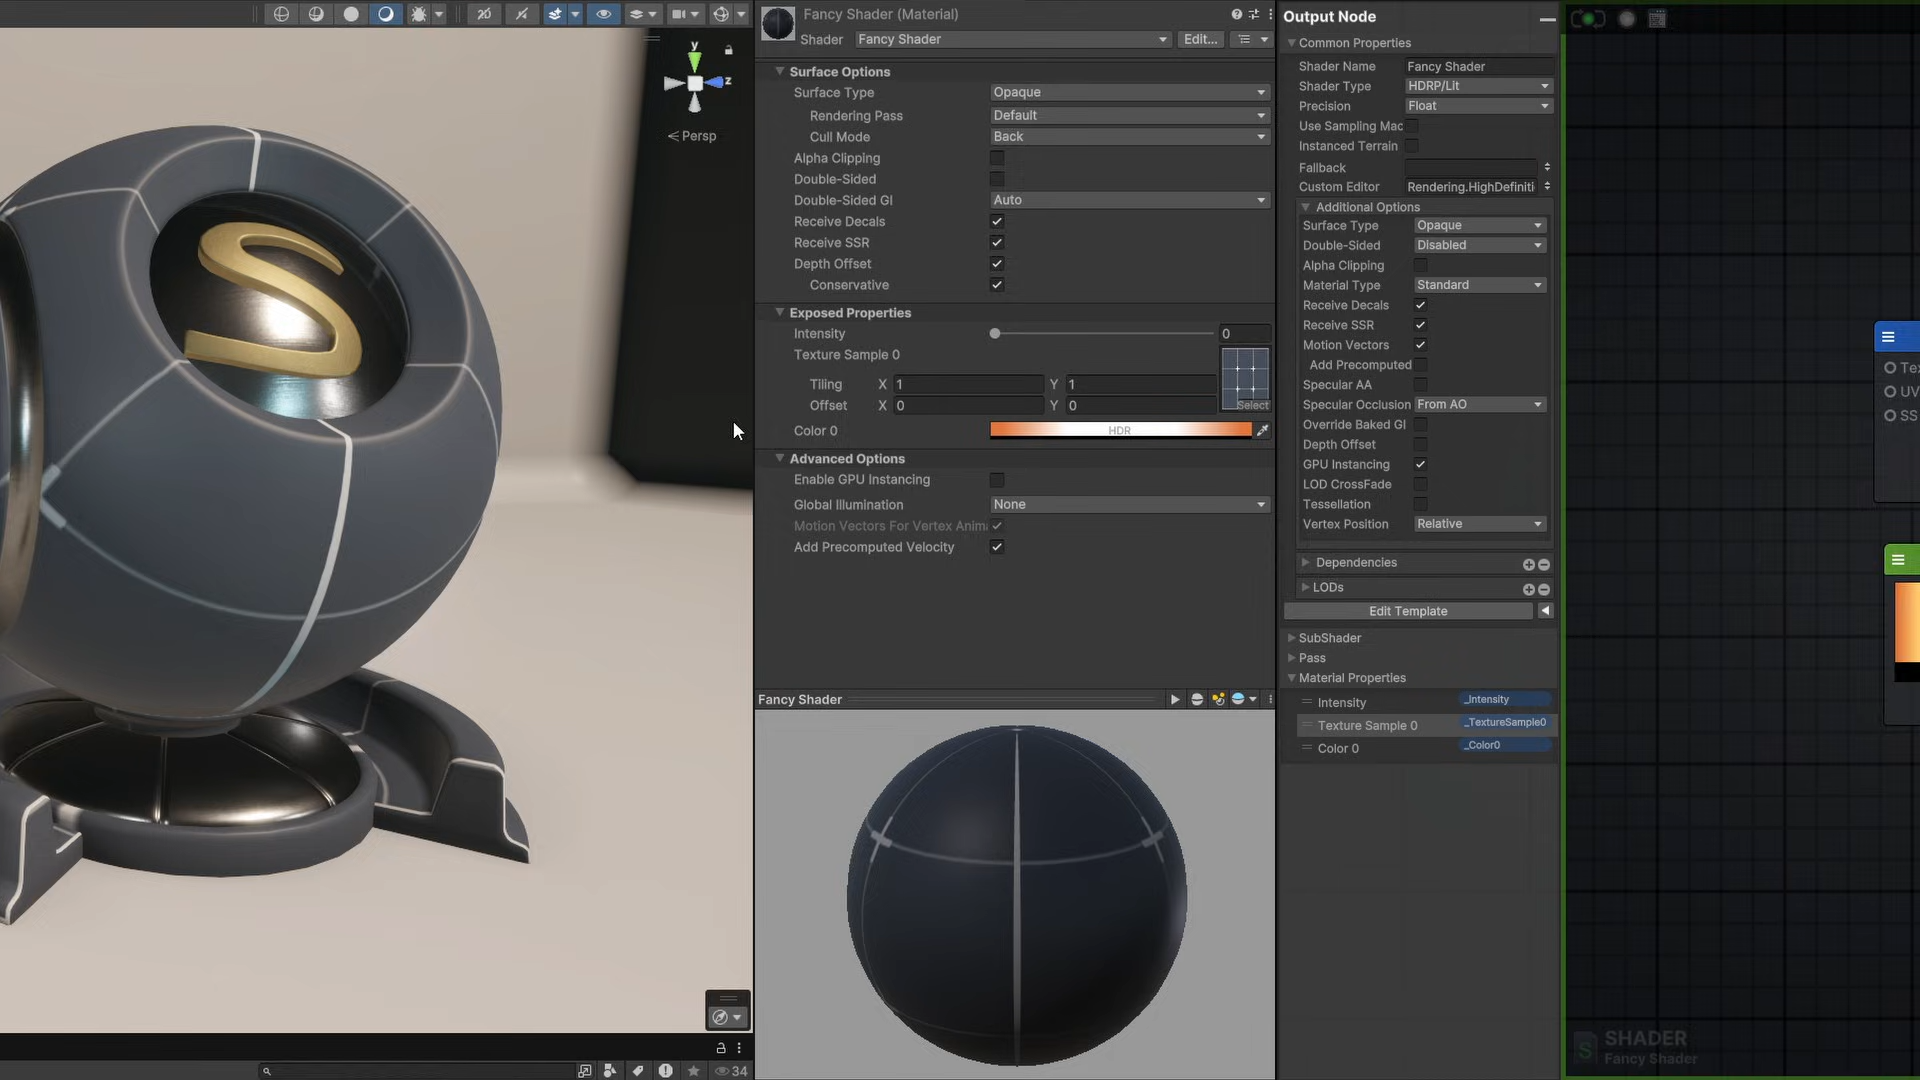 2D
y
z
Persp
34
Fancy Shader (Material)
Shader
Fancy Shader
Edit...
Surface Options
Surface Type
Opaque
Rendering Pass
Default
Cull Mode
Back
Alpha Clipping
Double-Sided
Double-Sided GI
Auto
Receive Decals
Receive SSR
Depth Offset
Conservative
Exposed Properties
Intensity
0
Texture Sample 0
Tiling
X
1
Y
1
Offset
X
0
Y
0
Select
Color 0
HDR
Advanced Options
Enable GPU Instancing
Global Illumination
None
Motion Vectors For Vertex Anim
Add Precomputed Velocity
Fancy Shader
Output Node
Common Properties
Shader Name
Fancy Shader
Shader Type
HDRP/Lit
Precision
Float
Use Sampling Mac
Instanced Terrain
Fallback
Custom Editor
Rendering.HighDefiniti
Additional Options
Surface Type
Opaque
Double-Sided
Disabled
Alpha Clipping
Material Type
Standard
Receive Decals
Receive SSR
Motion Vectors
Add Precomputed
Specular AA
Specular Occlusion
From AO
Override Baked GI
Depth Offset
GPU Instancing
LOD CrossFade
Tessellation
Vertex Position
Relative
Dependencies
LODs
Edit Template
SubShader
Pass
Material Properties
Intensity
_Intensity
Texture Sample 0
_TextureSample0
Color 0
_Color0
Tex
UV
SS
S
SHADER
Fancy Shader